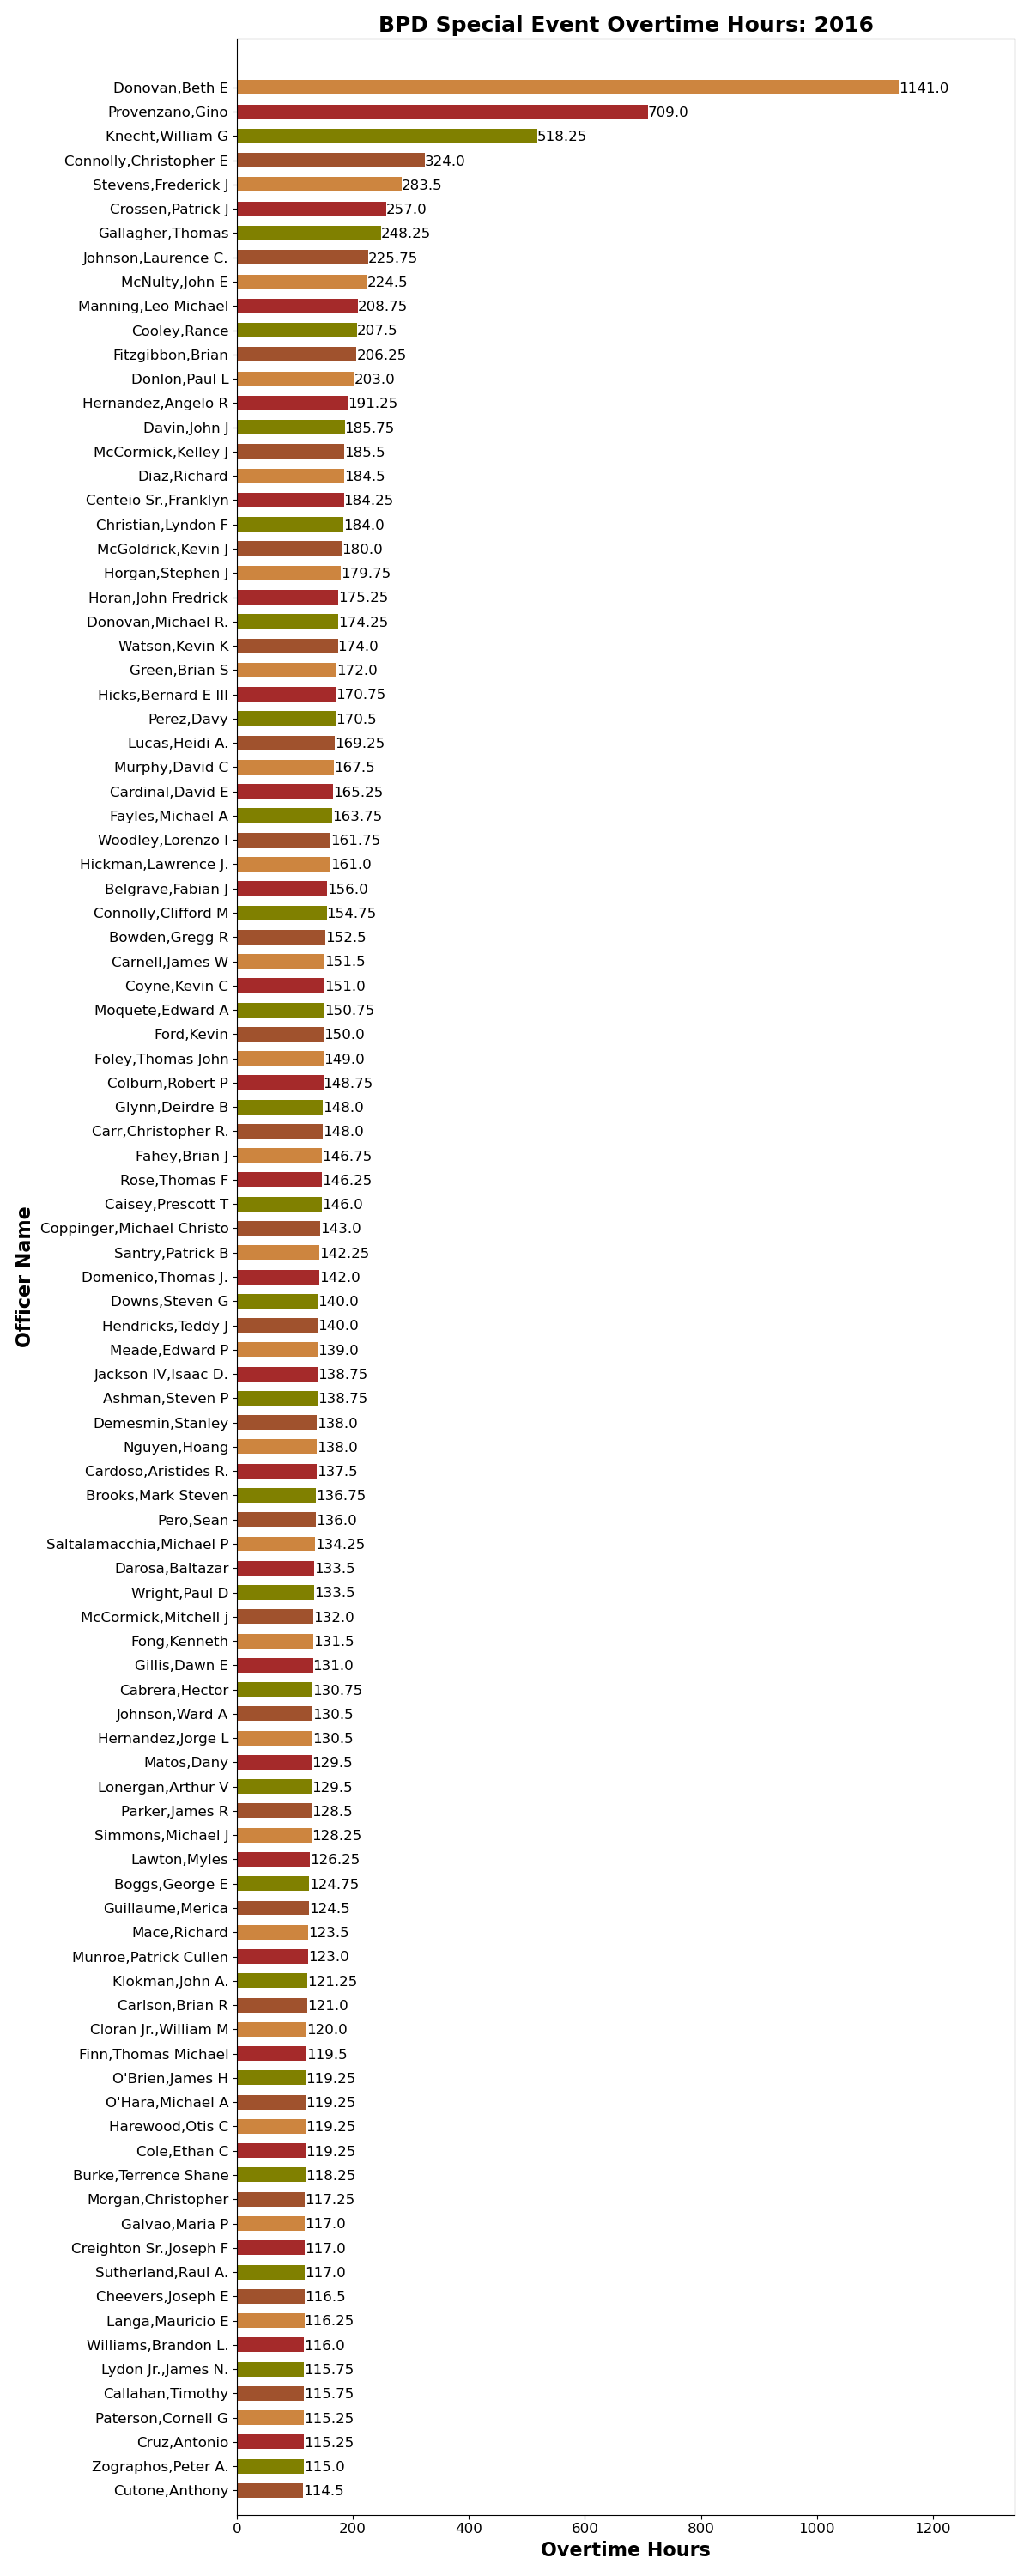 BPD Special Event Overtime Hours: 2016
Donovan,Beth E 1141.0
Provenzano,Gino 709.0
Knecht,William G 518.25
Connolly,Christopher E 324.0
Stevens,Frederick J 283.5
Crossen,Patrick J 257.0
Gallagher,Thomas 248.25
Johnson,Laurence C. 225.75
McNulty,John E 224.5
Manning,Leo Michael 208.75
Cooley,Rance 207.5
Fitzgibbon,Brian 206.25
Donlon,Paul L 203.0
Hernandez,Angelo R 191.25
Davin,John J 185.75
McCormick,Kelley J 185.5
Diaz,Richard 184.5
Centeio Sr.,Franklyn 184.25
Christian,Lyndon F 184.0
McGoldrick,Kevin J 180.0
Horgan,Stephen J 179.75
Horan,John Fredrick 175.25
Donovan,Michael R. 174.25
Watson,Kevin K 174.0
Green,Brian S 172.0
Hicks,Bernard E III 170.75
Perez,Davy 170.5
Lucas,Heidi A. 169.25
Murphy,David C 167.5
Cardinal,David E 165.25
Fayles,Michael A 163.75
Woodley,Lorenzo I 161.75
Hickman,Lawrence J. 161.0
Belgrave,Fabian J 156.0
Connolly,Clifford M 154.75
Bowden,Gregg R 152.5
Carnell,James W 151.5
Coyne,Kevin C 151.0
Moquete,Edward A 150.75
Ford,Kevin 150.0
Foley,Thomas John 149.0
Colburn,Robert P 148.75
Glynn,Deirdre B 148.0
Carr,Christopher R. 148.0
Fahey,Brian J 146.75
Rose,Thomas F 146.25
Caisey,Prescott T 146.0
Coppinger,Michael Christo 143.0
Santry,Patrick B 142.25
Domenico,Thomas J. 142.0
Downs,Steven G 140.0
Hendricks,Teddy J 140.0
Meade,Edward P 139.0
Jackson IV,Isaac D. 138.75
Ashman,Steven P 138.75
Demesmin,Stanley 138.0
Nguyen,Hoang 138.0
Cardoso,Aristides R. 137.5
Brooks,Mark Steven 136.75
Pero,Sean 136.0
Saltalamacchia,Michael P 134.25
Darosa,Baltazar 133.5
Wright,Paul D 133.5
McCormick,Mitchell j 132.0
Fong,Kenneth 131.5
Gillis,Dawn E 131.0
Cabrera,Hector 130.75
Johnson,Ward A 130.5
Hernandez,Jorge L 130.5
Matos,Dany 129.5
Lonergan,Arthur V 129.5
Parker,James R 128.5
Simmons,Michael J 128.25
Lawton,Myles 126.25
Boggs,George E 124.75
Guillaume,Merica 124.5
Mace,Richard 123.5
Munroe,Patrick Cullen 123.0
Klokman,John A. 121.25
Carlson,Brian R 121.0
Cloran Jr.,William M 120.0
Finn,Thomas Michael 119.5
O'Brien,James H 119.25
O'Hara,Michael A 119.25
Harewood,Otis C 119.25
Cole,Ethan C 119.25
Burke,Terrence Shane 118.25
Morgan,Christopher 117.25
Galvao,Maria P 117.0
Creighton Sr.,Joseph F 117.0
Sutherland,Raul A. 117.0
Cheevers,Joseph E 116.5
Langa,Mauricio E 116.25
Williams,Brandon L. 116.0
Lydon Jr.,James N. 115.75
Callahan,Timothy 115.75
Paterson,Cornell G 115.25
Cruz,Antonio 115.25
Zographos,Peter A. 115.0
Cutone,Anthony 114.5
0 200 400 600 800 1000 1200
Overtime Hours
Officer Name